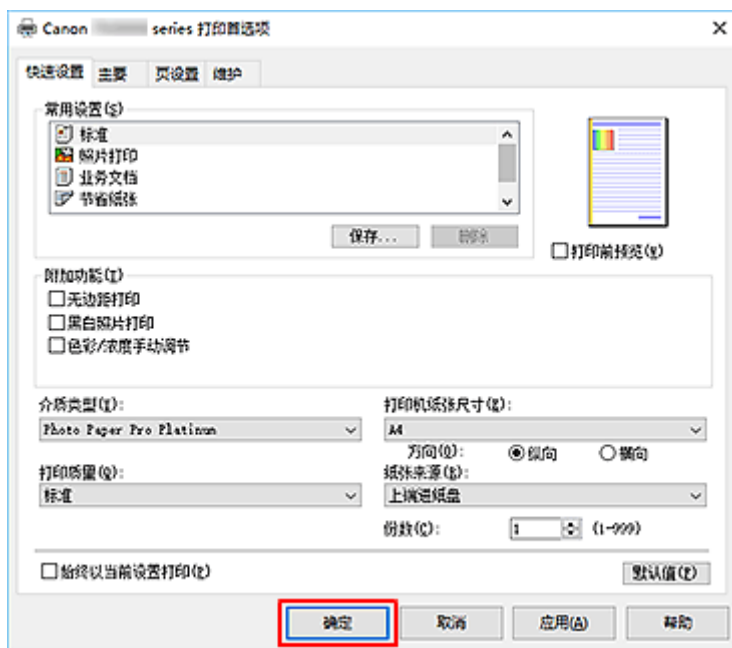 Canon series 打印首选项
快速设置 主要 页设置 维护
常用设置(S)
标准
照片打印
业务文档
节省纸张
保存... 删除
打印前预览(W)
附加功能(I)
无边距打印
黑白照片打印
色彩/浓度手动调节
介质类型(Y): 打印机纸张尺寸(Z):
Photo Paper Pro Platinum A4
方向(O): 纵向 横向
打印质量(Q): 纸张来源(B):
标准 上端进纸盘
份数(C): 1 (1-999)
始终以当前设置打印(R) 默认值(F)
确定 取消 应用(A) 帮助